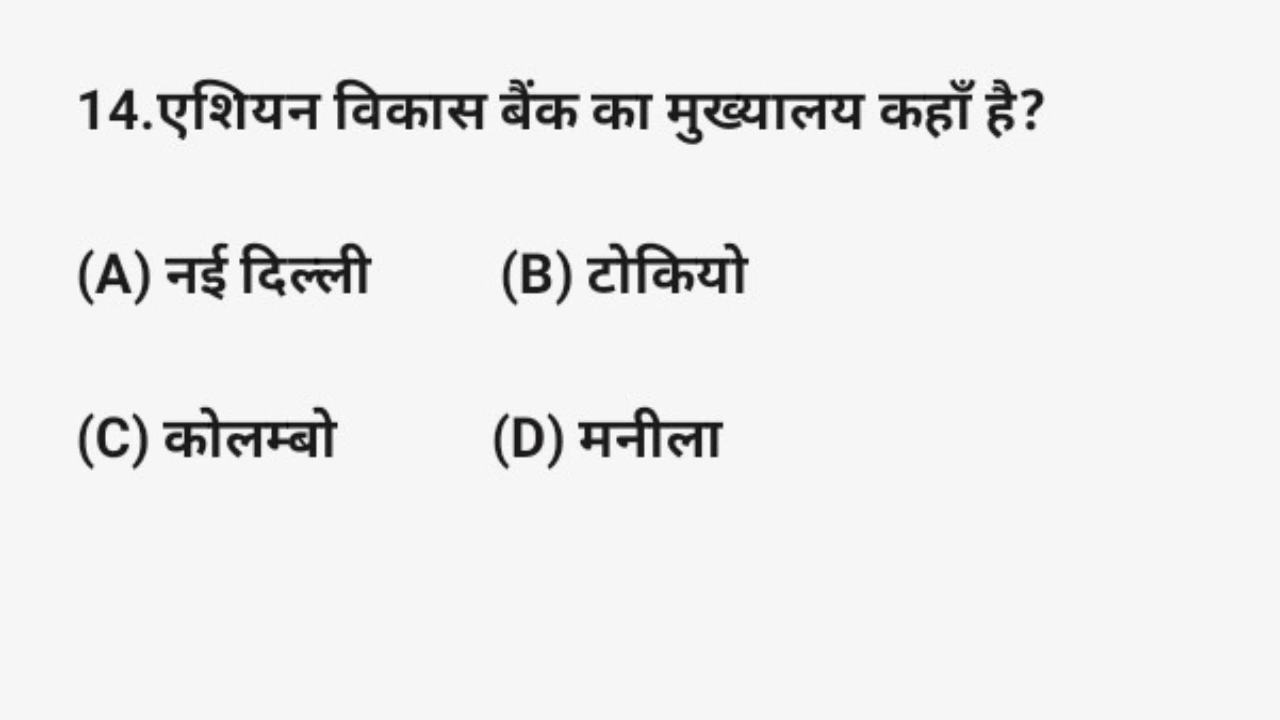 14.एशियन विकास बैंक का मुख्यालय कहाँ है?
(A) नई दिल्ली (B) टोकियो
(C) कोलम्बो (D) मनीला